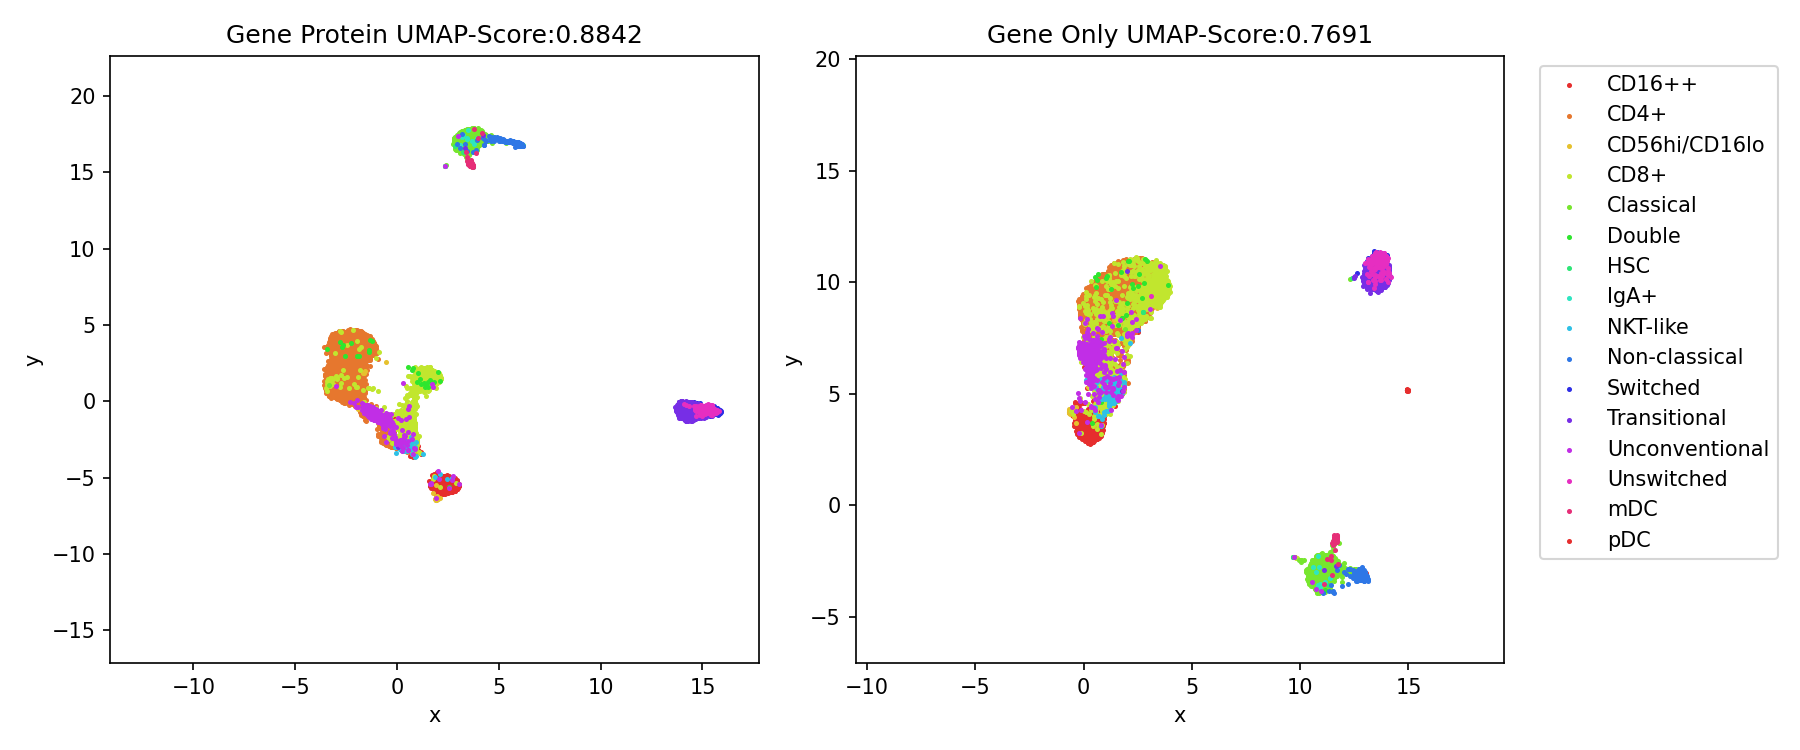 Gene Protein UMAP-Score:0.8842
20
15
10
5
0
−5
−10
−15
y
−10
−5
0
5
10
15
x
Gene Only UMAP-Score:0.7691
20
15
10
5
0
−5
y
−10
−5
0
5
10
15
x
CD16++
CD4+
CD56hi/CD16lo
CD8+
Classical
Double
HSC
IgA+
NKT-like
Non-classical
Switched
Transitional
Unconventional
Unswitched
mDC
pDC